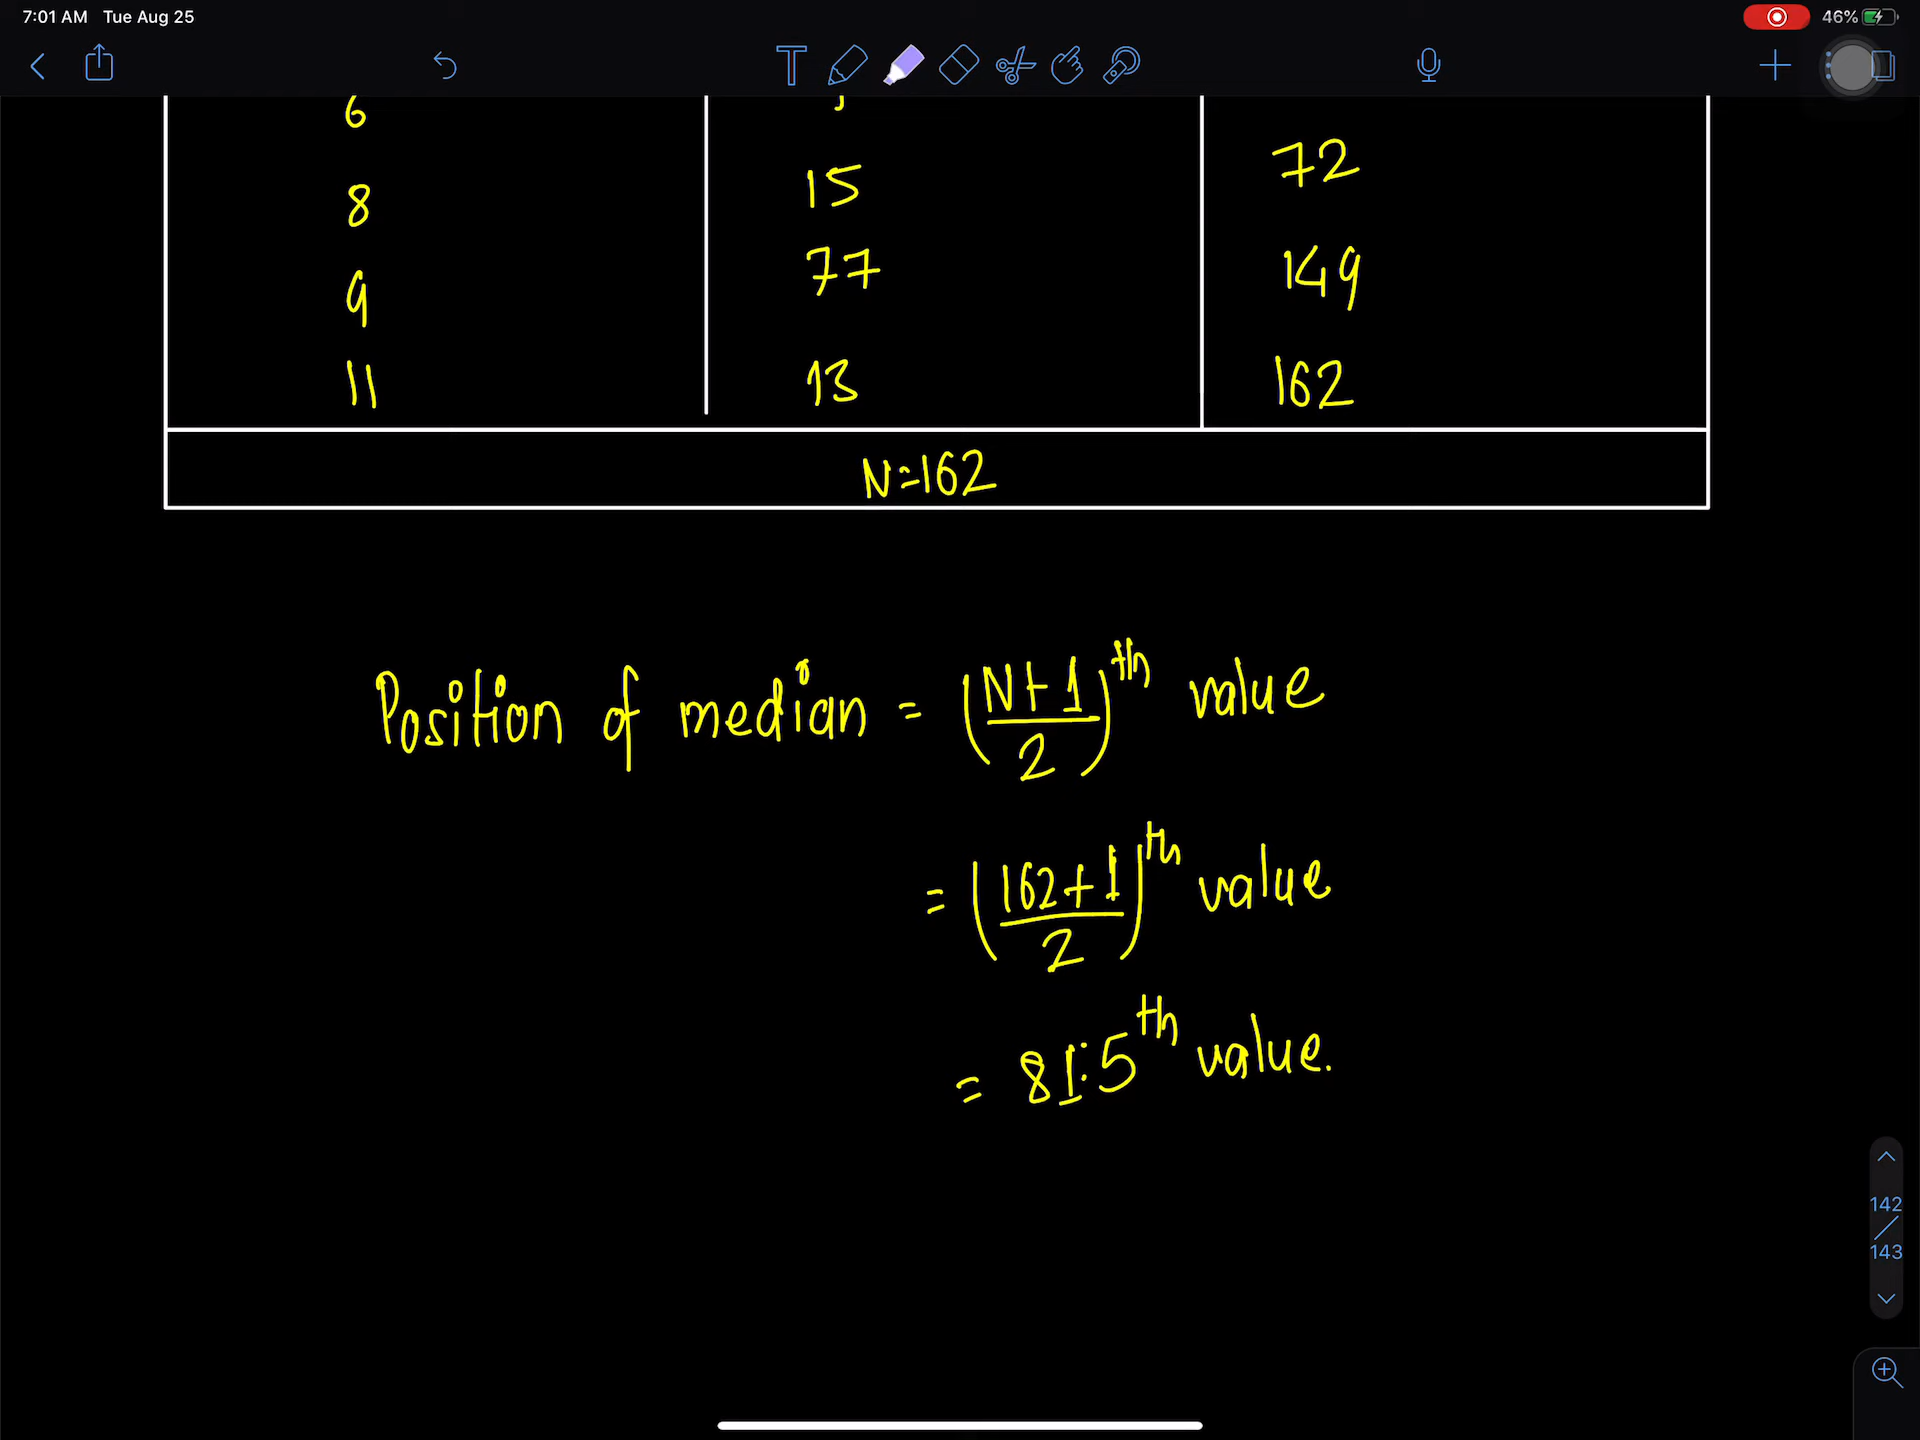 7:01 AM Tue Aug 25 46%
6
8 15 72
9 77 149
11 13 162
N=162
Position of median = (N+1/2)th value
= (162+1/2)th value
= 81.5th value.
142
143